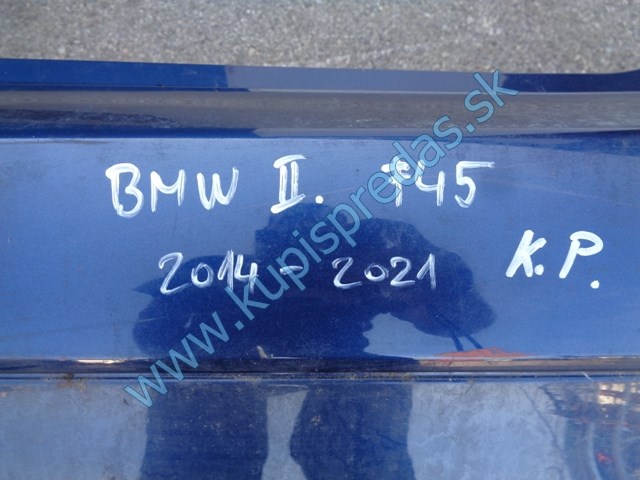 BMW II. F45
2014 - 2021 K.P.
www.kupispredas.sk